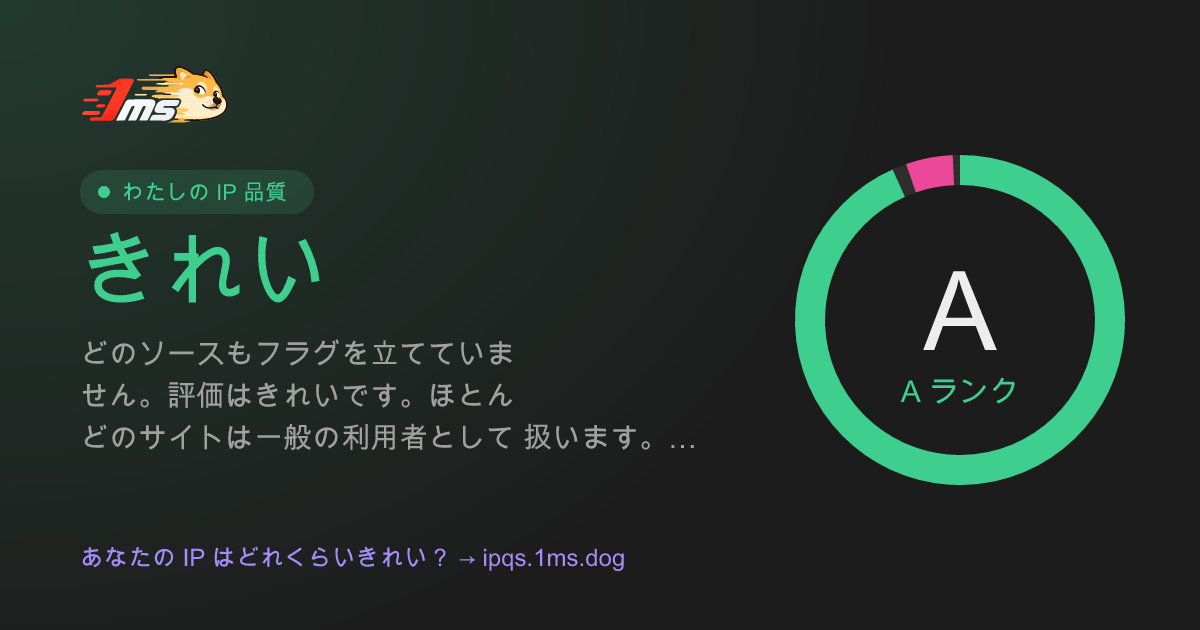 1ms
わたしの IP 品質
きれい
どのソースもフラグを立てていま
せん。評価はきれいです。ほとん
どのサイトは一般の利用者として 扱います。…
A
A ランク
あなたの IP はどれくらいきれい？ → ipqs.1ms.dog